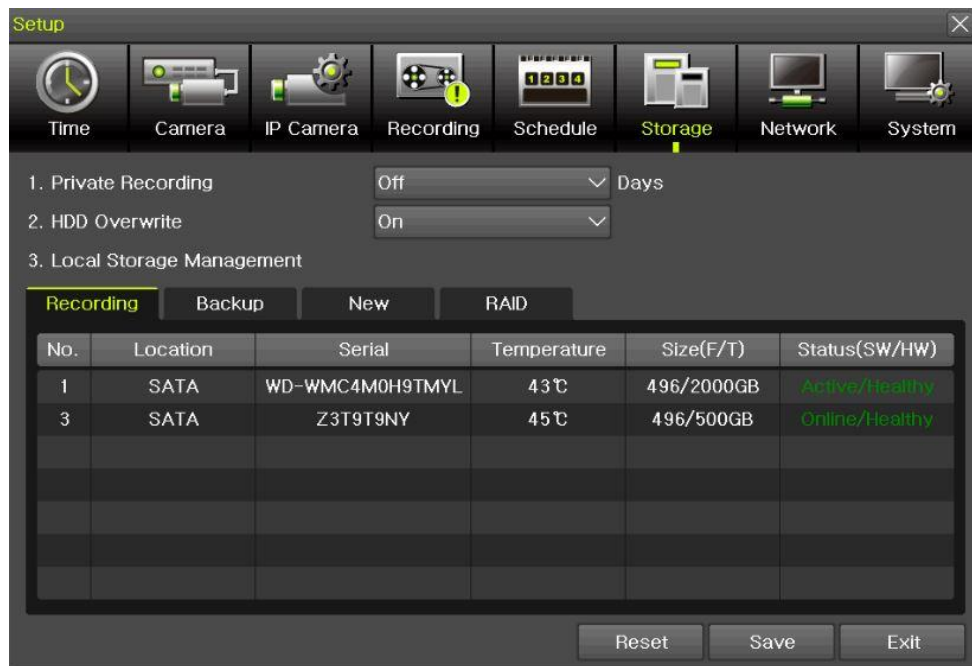 Setup
1234
Time Camera IP Camera Recording Schedule Storage Network System
1. Private Recording Off Days
2. HDD Overwrite On
3. Local Storage Management
Recording Backup New RAID
No. Location Serial Temperature Size(F/T) Status(SW/HW)
1 SATA WD-WMC4M0H9TMYL 43℃ 496/2000GB Active/Healthy
3 SATA Z3T9T9NY 45℃ 496/500GB Online/Healthy
Reset Save Exit